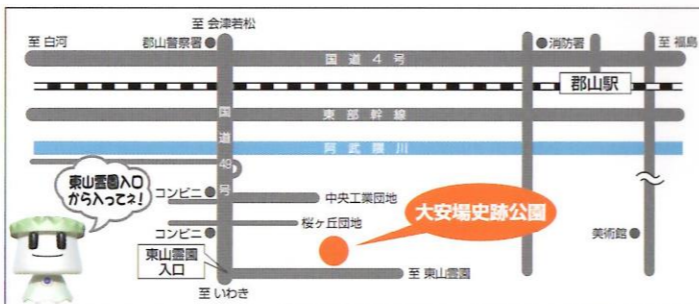 至 会津若松
至 白河
郡山警察署
消防署
至 福島
国道4号
郡山駅
東部幹線
国道49号
阿武隈川
東山霊園入口
から入ってネ!
コンビニ
中央工業団地
桜ヶ丘団地
大安場史跡公園
コンビニ
美術館
東山霊園
入口
至 東山霊園
至 いわき